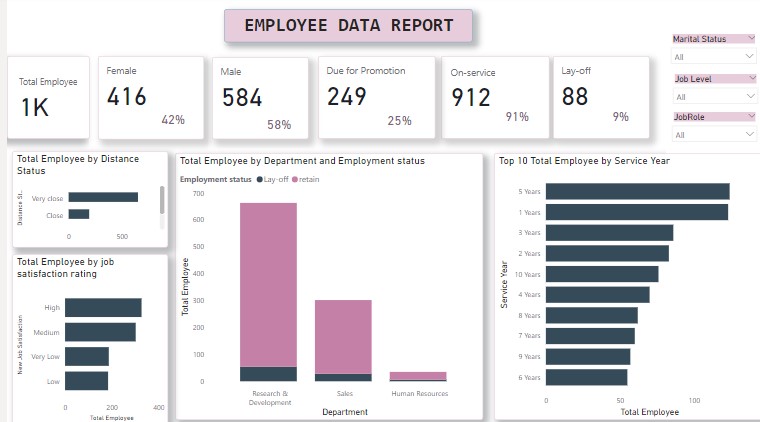 EMPLOYEE DATA REPORT
Marital Status
All
Job Level
All
JobRole
All
Total Employee
1K
Female
416
42%
Male
584
58%
Due for Promotion
249
25%
On-service
912
91%
Lay-off
88
9%
Total Employee by Distance
Status
Distance St..
Very close
Close
0 500
Total Employee by job
satisfaction rating
New Job Satisfaction
High
Medium
Very Low
Low
0 200 400
Total Employee
Total Employee by Department and Employment status
Employment status Lay-off retain
Total Employee
700
600
500
400
300
200
100
0
Research &
Development
Sales
Human Resources
Department
Top 10 Total Employee by Service Year
Service Year
5 Years
1 Years
3 Years
2 Years
10 Years
4 Years
8 Years
7 Years
9 Years
6 Years
0 50 100
Total Employee